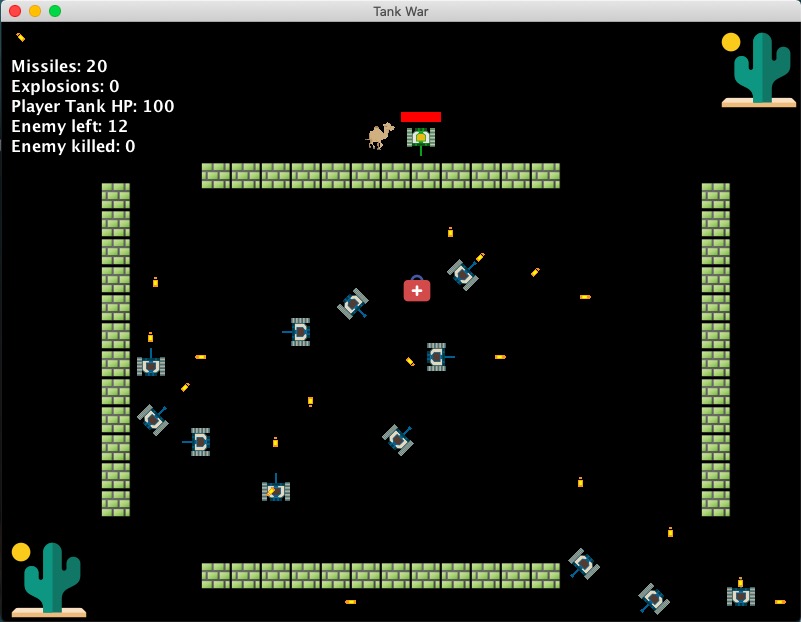 Tank War
Missiles: 20
Explosions: 0
Player Tank HP: 100
Enemy left: 12
Enemy killed: 0